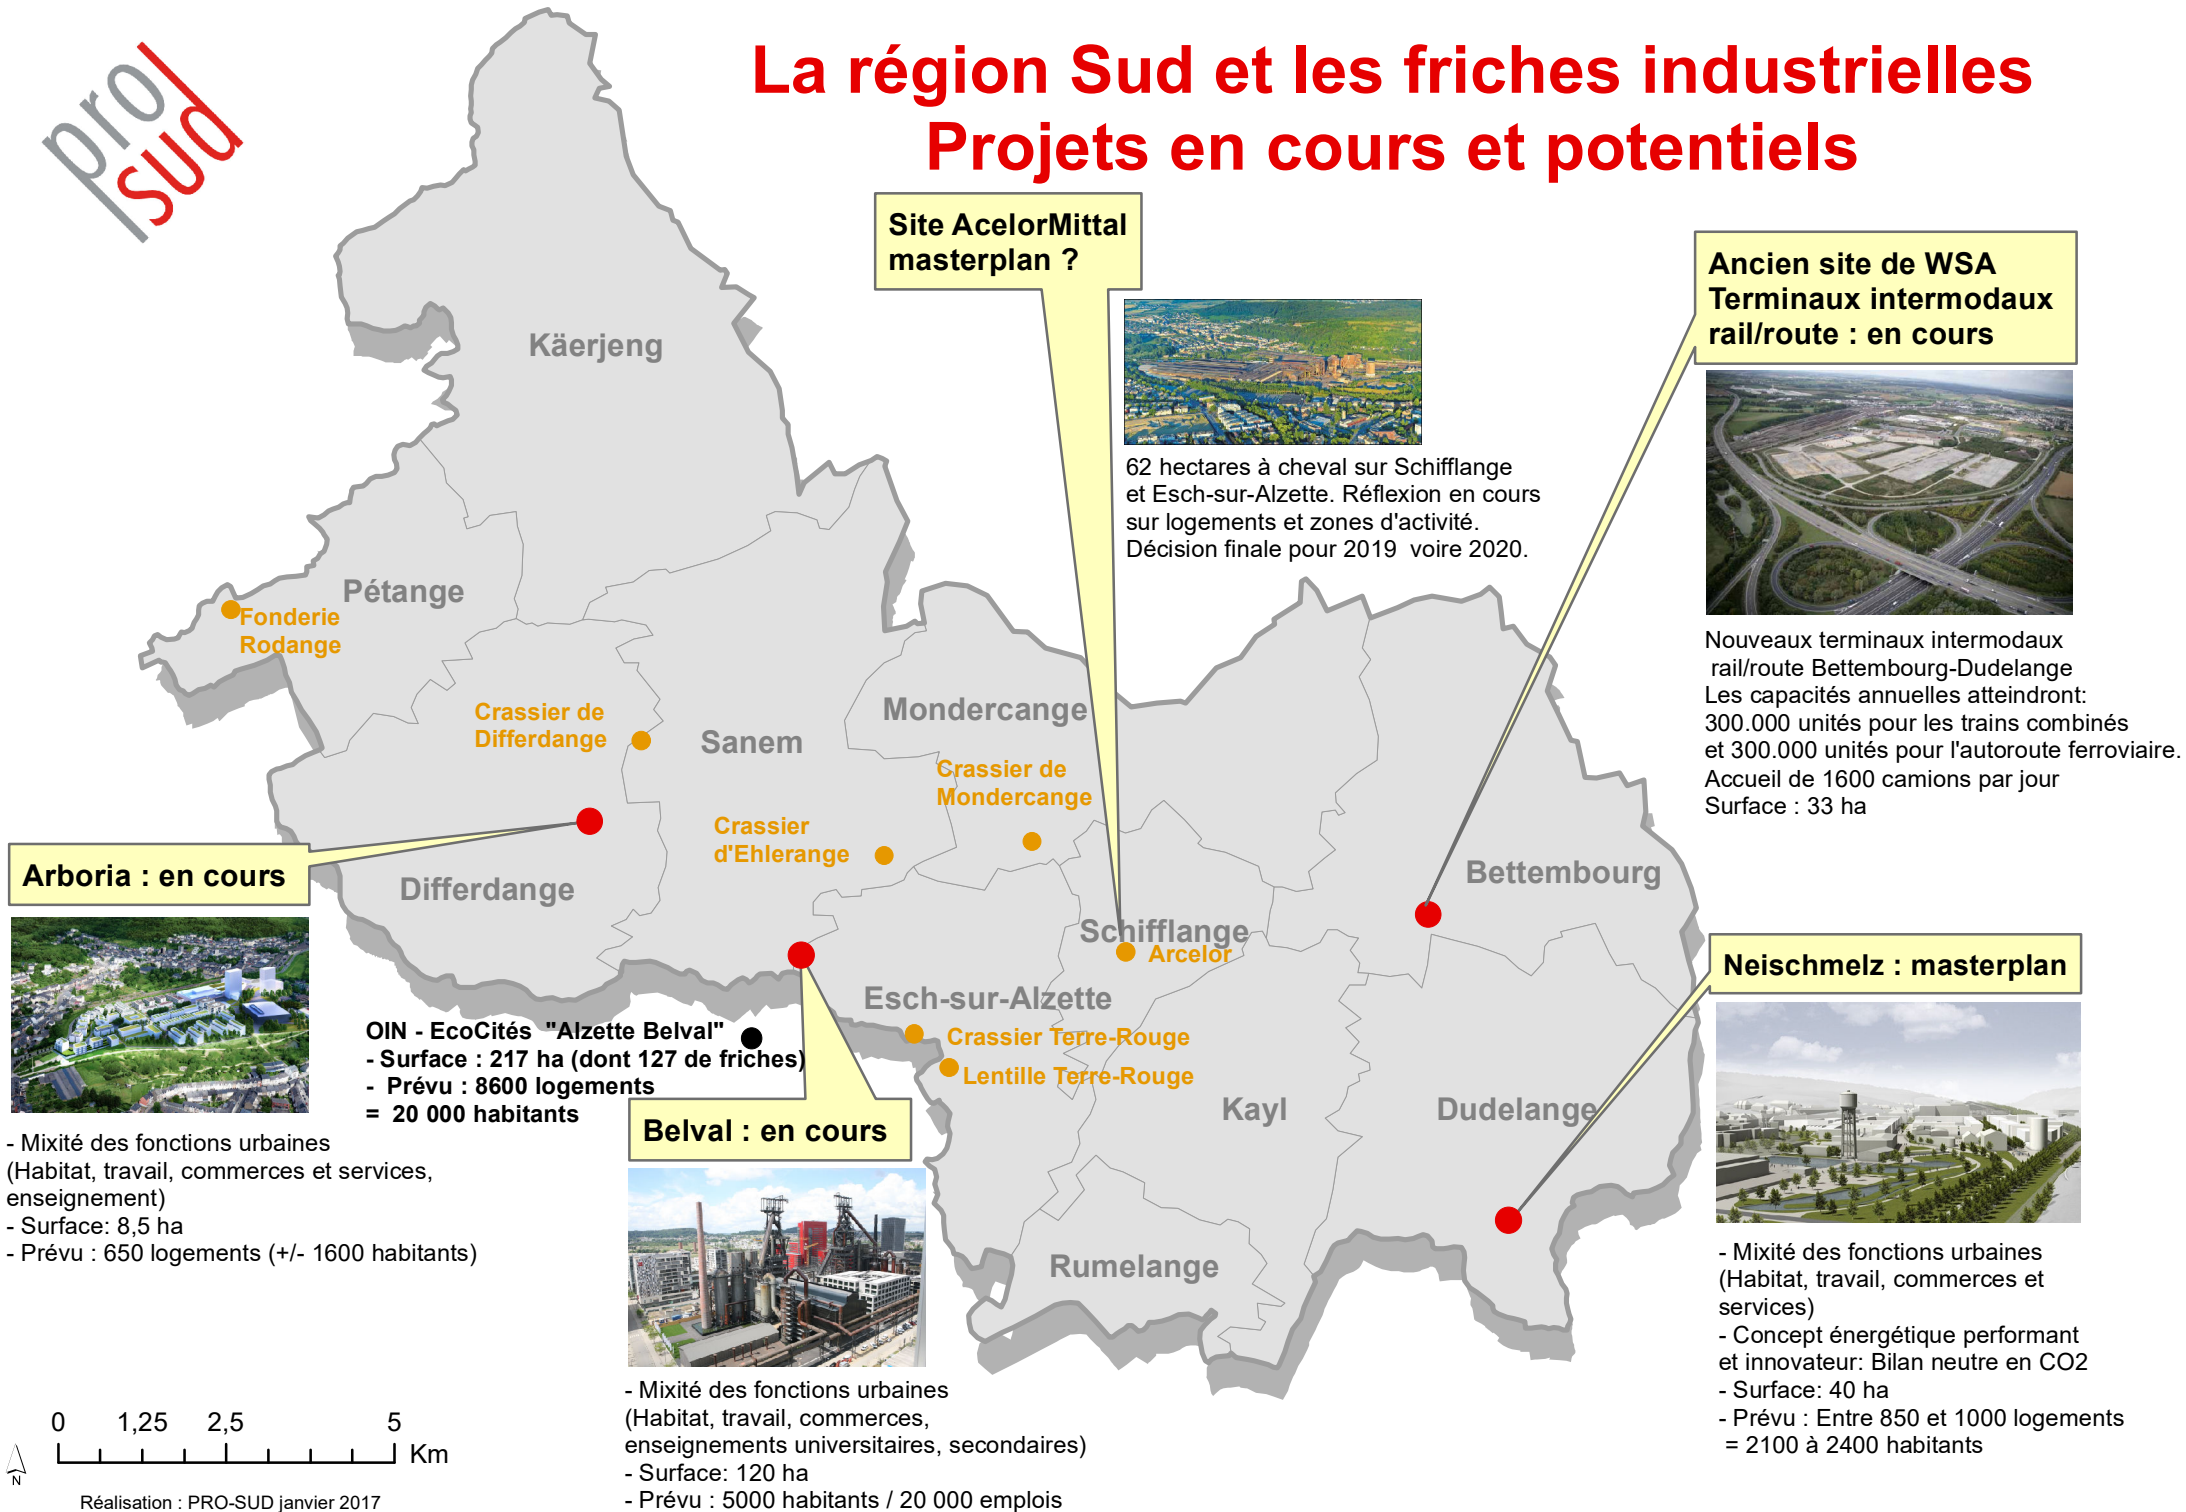 pro
sud
La région Sud et les friches industrielles
Projets en cours et potentiels
Site AcelorMittal
masterplan ?
62 hectares à cheval sur Schifflange
et Esch-sur-Alzette. Réflexion en cours
sur logements et zones d'activité.
Décision finale pour 2019  voire 2020.
Ancien site de WSA
Terminaux intermodaux
rail/route : en cours
Nouveaux terminaux intermodaux
rail/route Bettembourg-Dudelange
Les capacités annuelles atteindront:
300.000 unités pour les trains combinés
et 300.000 unités pour l'autoroute ferroviaire.
Accueil de 1600 camions par jour
Surface : 33 ha
Käerjeng
Pétange
Fonderie
Rodange
Crassier de
Differdange
Sanem
Mondercange
Crassier de
Mondercange
Crassier
d'Ehlerange
Differdange
Bettembourg
Schifflange
Arcelor
Esch-sur-Alzette
Crassier Terre-Rouge
Lentille Terre-Rouge
Kayl
Dudelange
Rumelange
Arboria : en cours
- Mixité des fonctions urbaines
(Habitat, travail, commerces et services,
enseignement)
- Surface: 8,5 ha
- Prévu : 650 logements (+/- 1600 habitants)
OIN - EcoCités  "Alzette Belval"
- Surface : 217 ha (dont 127 de friches)
-  Prévu : 8600 logements
=  20 000 habitants
Belval : en cours
- Mixité des fonctions urbaines
(Habitat, travail, commerces,
enseignements universitaires, secondaires)
- Surface: 120 ha
- Prévu : 5000 habitants / 20 000 emplois
Neischmelz : masterplan
- Mixité des fonctions urbaines
(Habitat, travail, commerces et
services)
- Concept énergétique performant
et innovateur: Bilan neutre en CO2
- Surface: 40 ha
- Prévu : Entre 850 et 1000 logements
= 2100 à 2400 habitants
0 1,25 2,5 5
Km
N
Réalisation : PRO-SUD janvier 2017